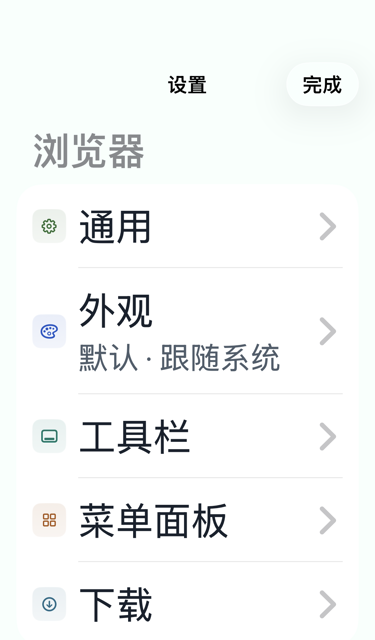 设置
完成
浏览器
通用
外观
默认 · 跟随系统
工具栏
菜单面板
下载